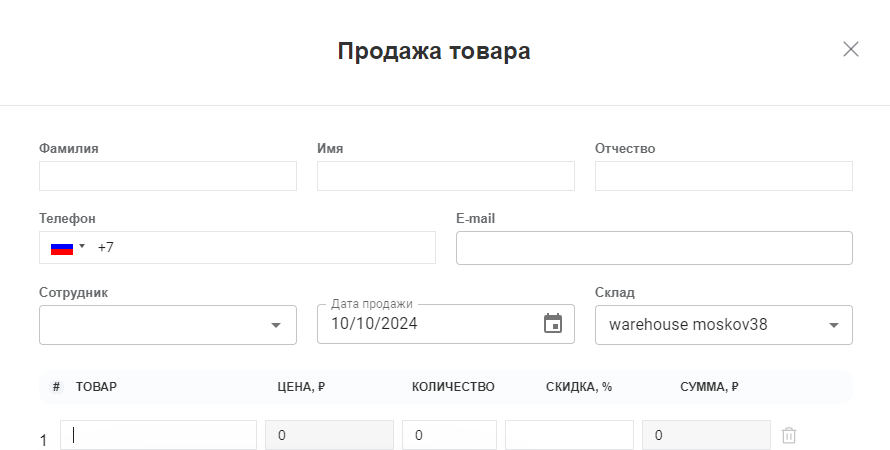 Продажа товара
Фамилия Имя Отчество
Телефон E-mail
+7
Сотрудник Дата продажи Склад
10/10/2024 warehouse moskov38
# ТОВАР ЦЕНА, ₽ КОЛИЧЕСТВО СКИДКА, % СУММА, ₽
1 0 0 0